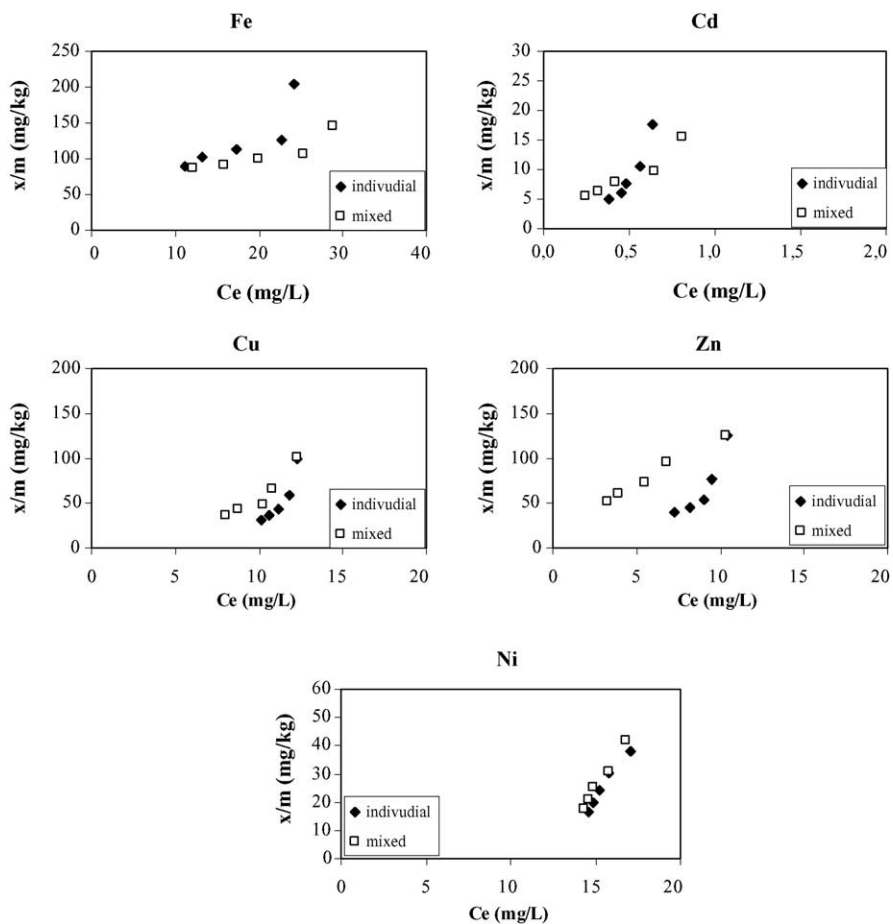 Fe
x/m (mg/kg)
250
200
150
100
50
0
0 10 20 30 40
Ce (mg/L)
indivudial
mixed
Cd
x/m (mg/kg)
30
25
20
15
10
5
0
0,0 0,5 1,0 1,5 2,0
Ce (mg/L)
indivudial
mixed
Cu
x/m (mg/kg)
200
150
100
50
0
0 5 10 15 20
Ce (mg/L)
indivudial
mixed
Zn
x/m (mg/kg)
200
150
100
50
0
0 5 10 15 20
Ce (mg/L)
indivudial
mixed
Ni
x/m (mg/kg)
60
50
40
30
20
10
0
0 5 10 15 20
Ce (mg/L)
indivudial
mixed